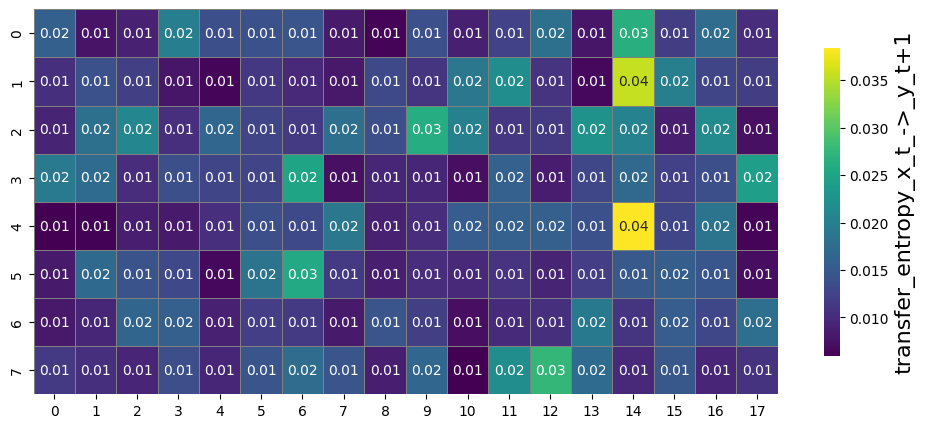 0 0.02 0.01 0.01 0.02 0.01 0.01 0.01 0.01 0.01 0.01 0.01 0.01 0.02 0.01 0.03 0.01 0.02 0.01
1 0.01 0.01 0.01 0.01 0.01 0.01 0.01 0.01 0.01 0.01 0.02 0.02 0.01 0.01 0.04 0.02 0.01 0.01
2 0.01 0.02 0.02 0.01 0.02 0.01 0.01 0.02 0.01 0.03 0.02 0.01 0.01 0.02 0.02 0.01 0.02 0.01
3 0.02 0.02 0.01 0.01 0.01 0.01 0.02 0.01 0.01 0.01 0.01 0.02 0.01 0.01 0.02 0.01 0.01 0.02
4 0.01 0.01 0.01 0.01 0.01 0.01 0.01 0.02 0.01 0.01 0.02 0.02 0.02 0.01 0.04 0.01 0.02 0.01
5 0.01 0.02 0.01 0.01 0.01 0.02 0.03 0.01 0.01 0.01 0.01 0.01 0.01 0.01 0.01 0.02 0.01 0.01
6 0.01 0.01 0.02 0.02 0.01 0.01 0.01 0.01 0.01 0.01 0.01 0.01 0.01 0.02 0.01 0.02 0.01 0.02
7 0.01 0.01 0.01 0.01 0.01 0.01 0.02 0.01 0.01 0.02 0.01 0.02 0.03 0.02 0.01 0.01 0.01 0.01
0 1 2 3 4 5 6 7 8 9 10 11 12 13 14 15 16 17
0.035
0.030
0.025
0.020
0.015
0.010
transfer_entropy_x_t_->_y_t+1